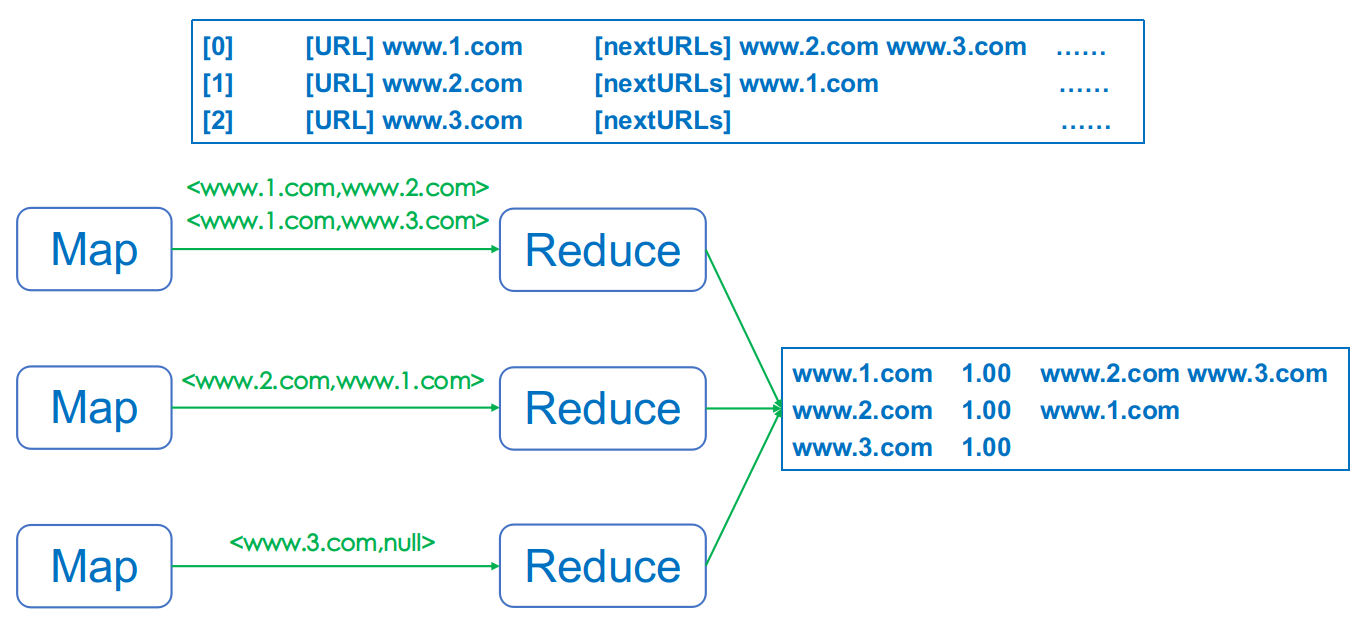 [0] [URL] www.1.com [nextURLs] www.2.com www.3.com ……
[1] [URL] www.2.com [nextURLs] www.1.com ……
[2] [URL] www.3.com [nextURLs] ……
<www.1.com,www.2.com>
<www.1.com,www.3.com>
Map
Reduce
<www.2.com,www.1.com>
Map
Reduce
www.1.com 1.00 www.2.com www.3.com
www.2.com 1.00 www.1.com
www.3.com 1.00
<www.3.com,null>
Map
Reduce